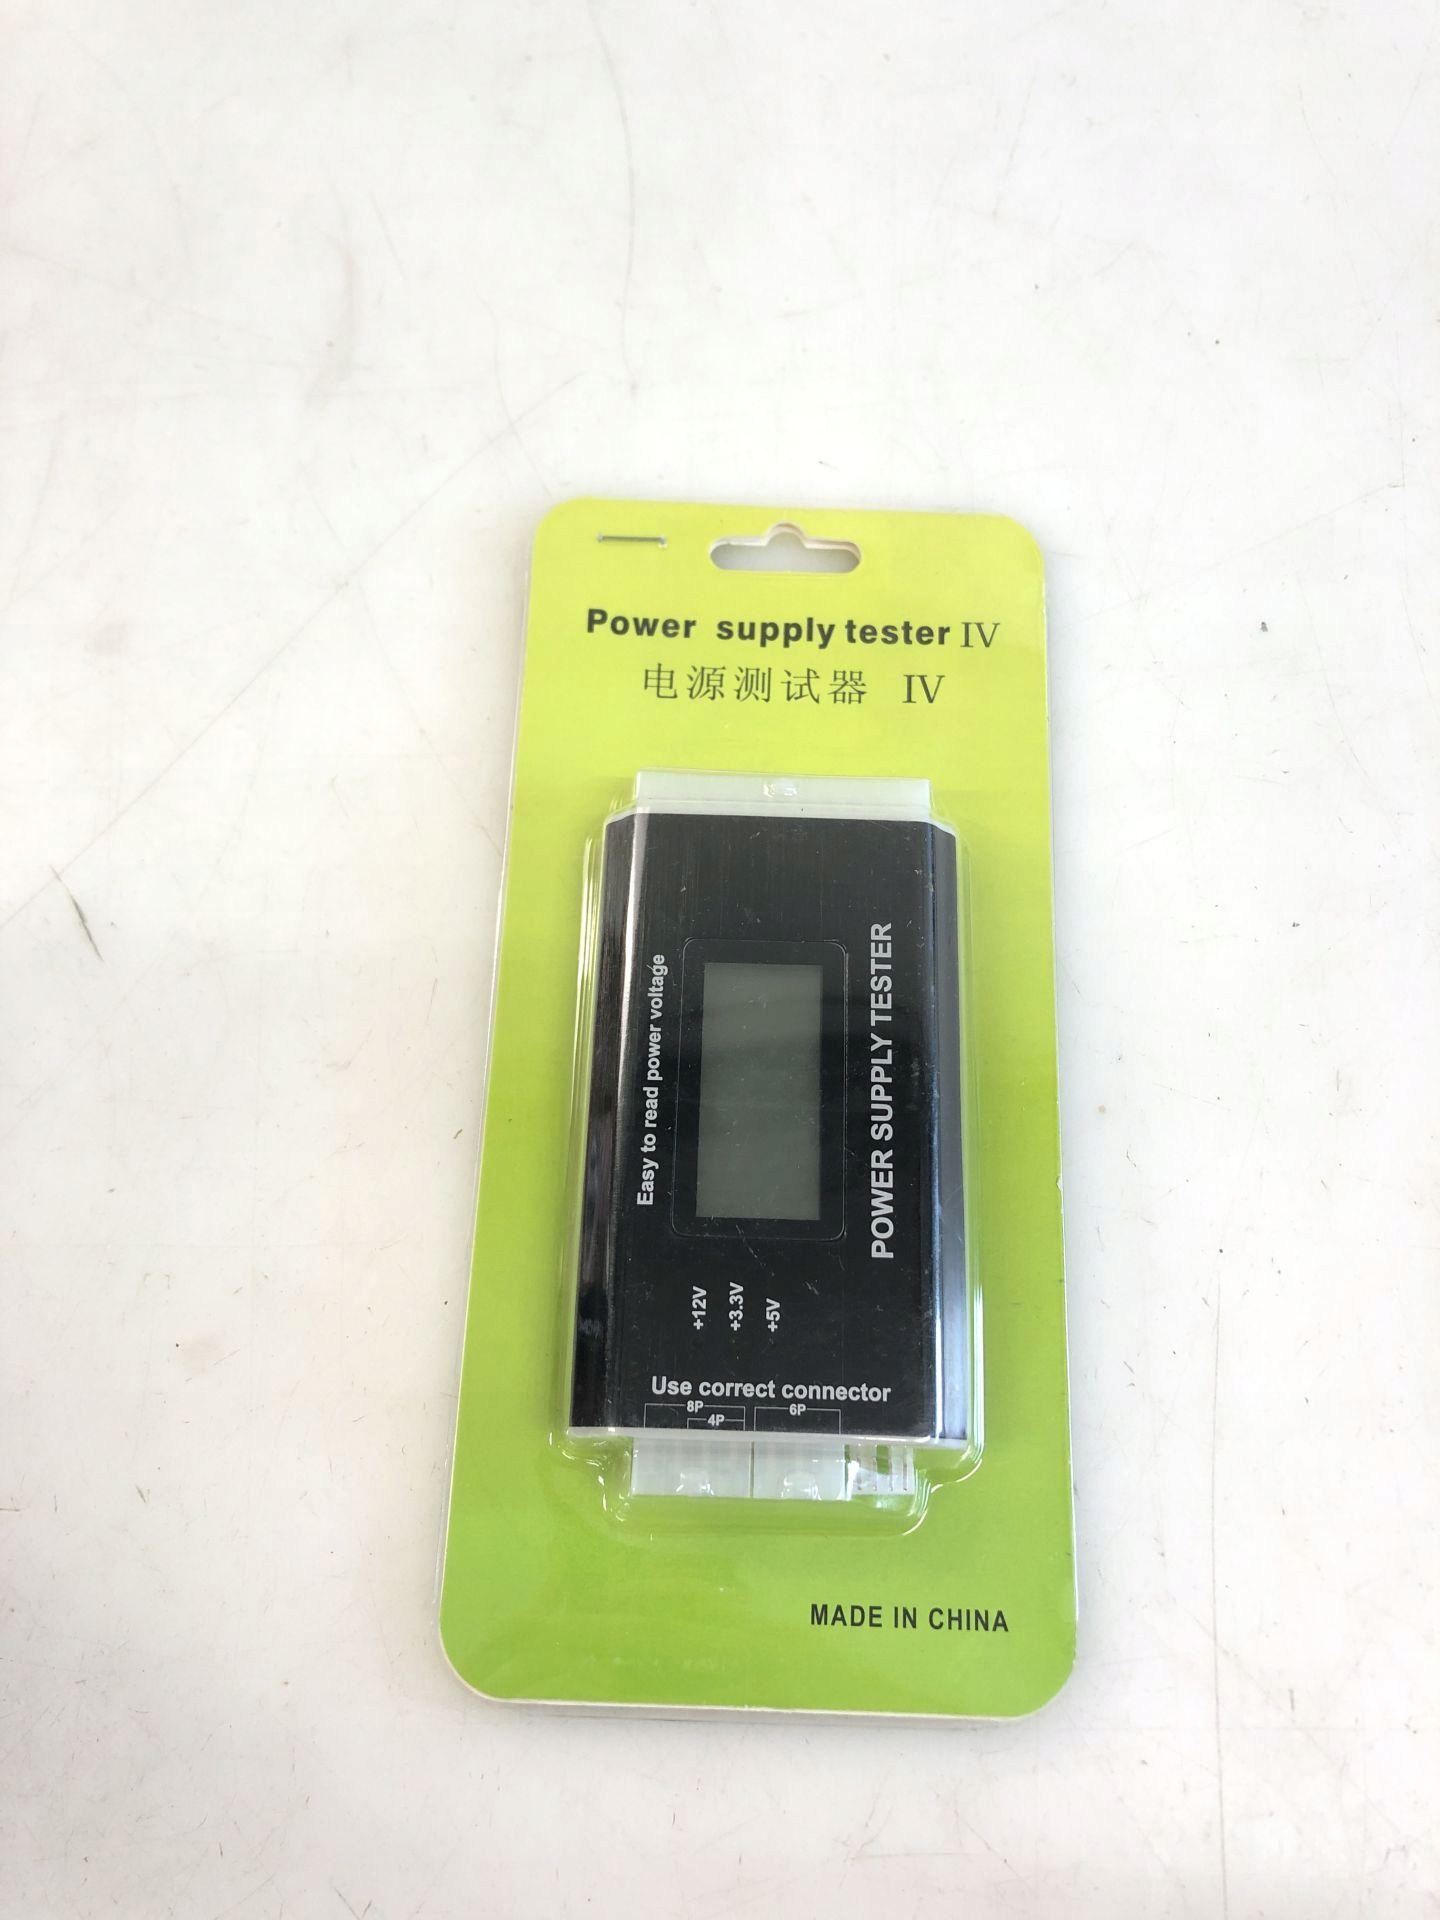 Power supply tester IV
电源测试器 IV
Easy to read power voltage
POWER SUPPLY TESTER
+12V
+3.3V
+5V
Use correct connector
8P
4P
6P
MADE IN CHINA